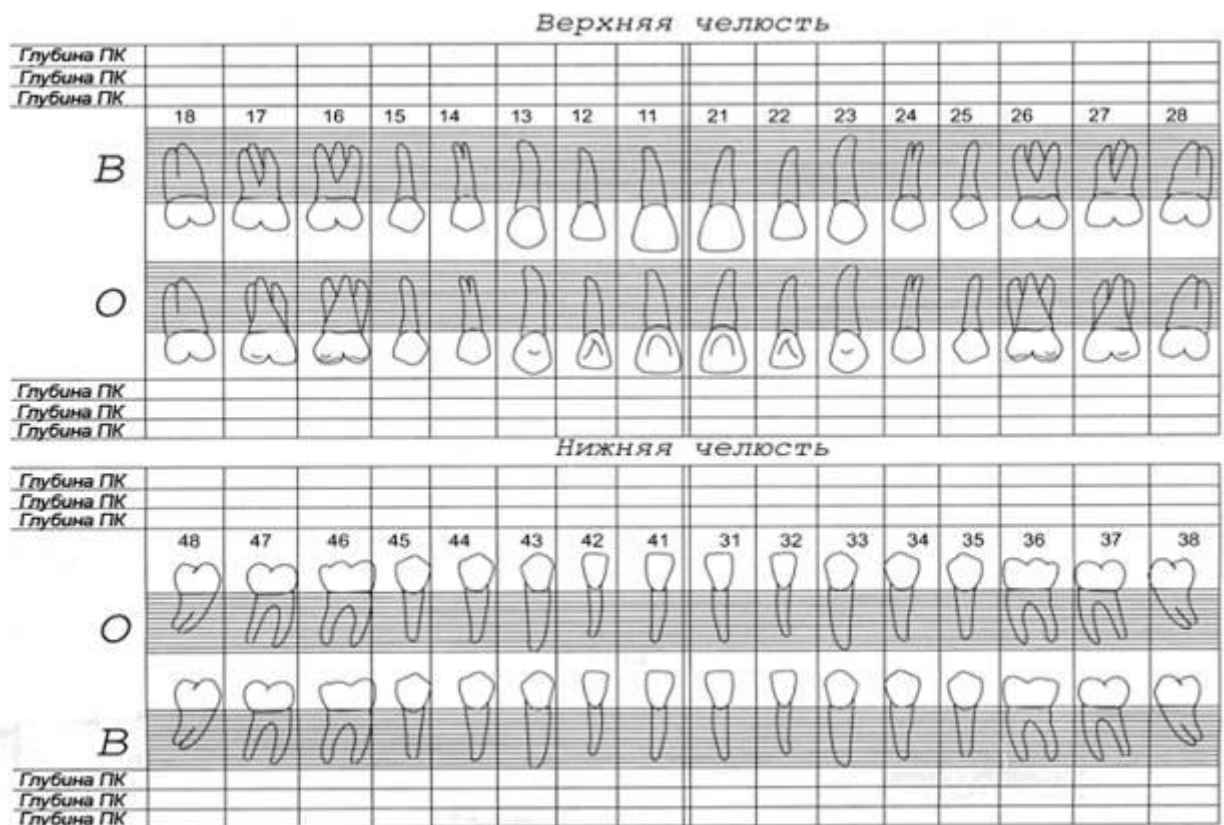 Верхняя челюсть
Глубина ПК
Глубина ПК
Глубина ПК
18 17 16 15 14 13 12 11 21 22 23 24 25 26 27 28
В
О
Глубина ПК
Глубина ПК
Глубина ПК
Нижняя челюсть
Глубина ПК
Глубина ПК
Глубина ПК
48 47 46 45 44 43 42 41 31 32 33 34 35 36 37 38
О
В
Глубина ПК
Глубина ПК
Глубина ПК